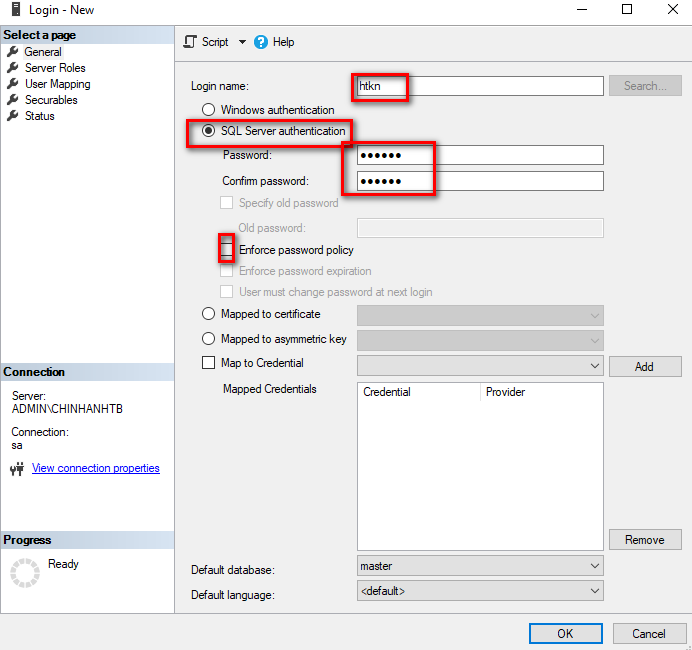 Login - New
Select a page
General
Server Roles
User Mapping
Securables
Status
Connection
Server:
ADMIN\CHINHANHTB
Connection:
sa
View connection properties
Progress
Ready
Script
Help
Login name:
htkn
Search...
Windows authentication
SQL Server authentication
Password:
●●●●●●
Confirm password:
●●●●●●
Specify old password
Old password:
Enforce password policy
Enforce password expiration
User must change password at next login
Mapped to certificate
Mapped to asymmetric key
Map to Credential
Add
Mapped Credentials
Credential Provider
Remove
Default database:
master
Default language:
<default>
OK
Cancel